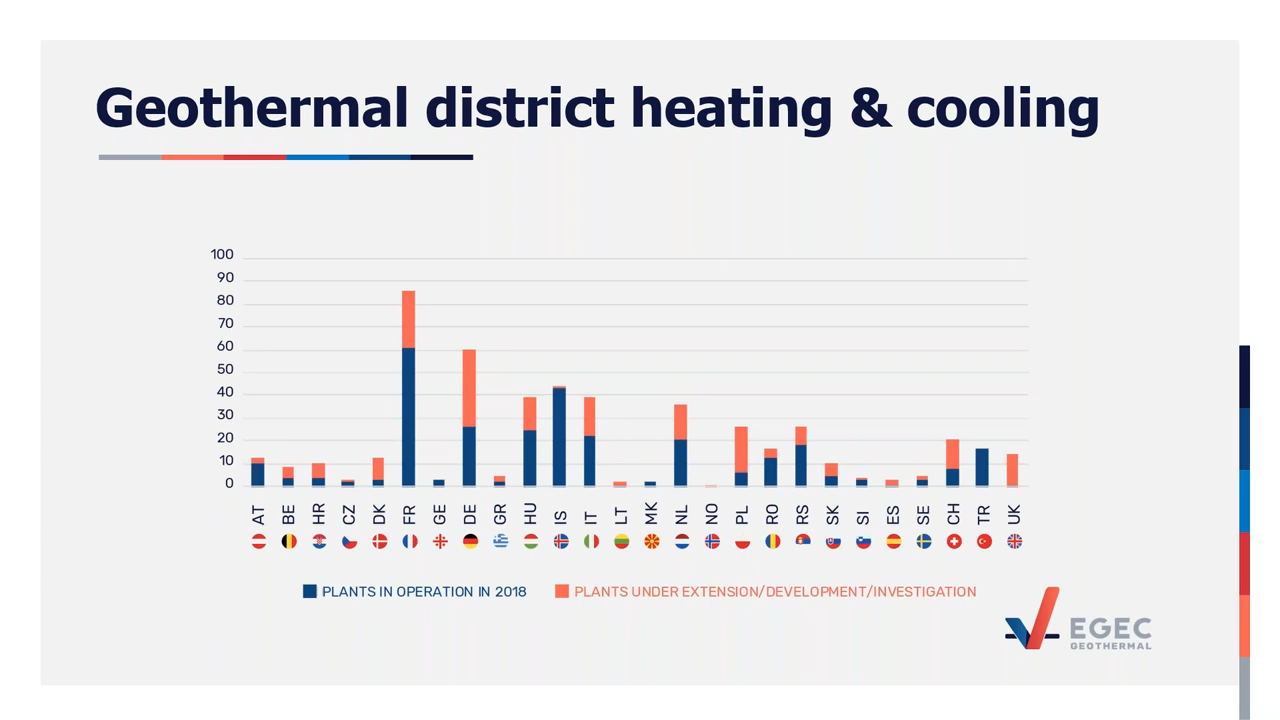 Geothermal district heating & cooling
100
90
80
70
60
50
40
30
20
10
0
AT BE HR CZ DK FR GE DE GR HU IS IT LT MK NL NO PL RO RS SK SI ES SE CH TR UK
PLANTS IN OPERATION IN 2018 PLANTS UNDER EXTENSION/DEVELOPMENT/INVESTIGATION
EGEC
GEOTHERMAL